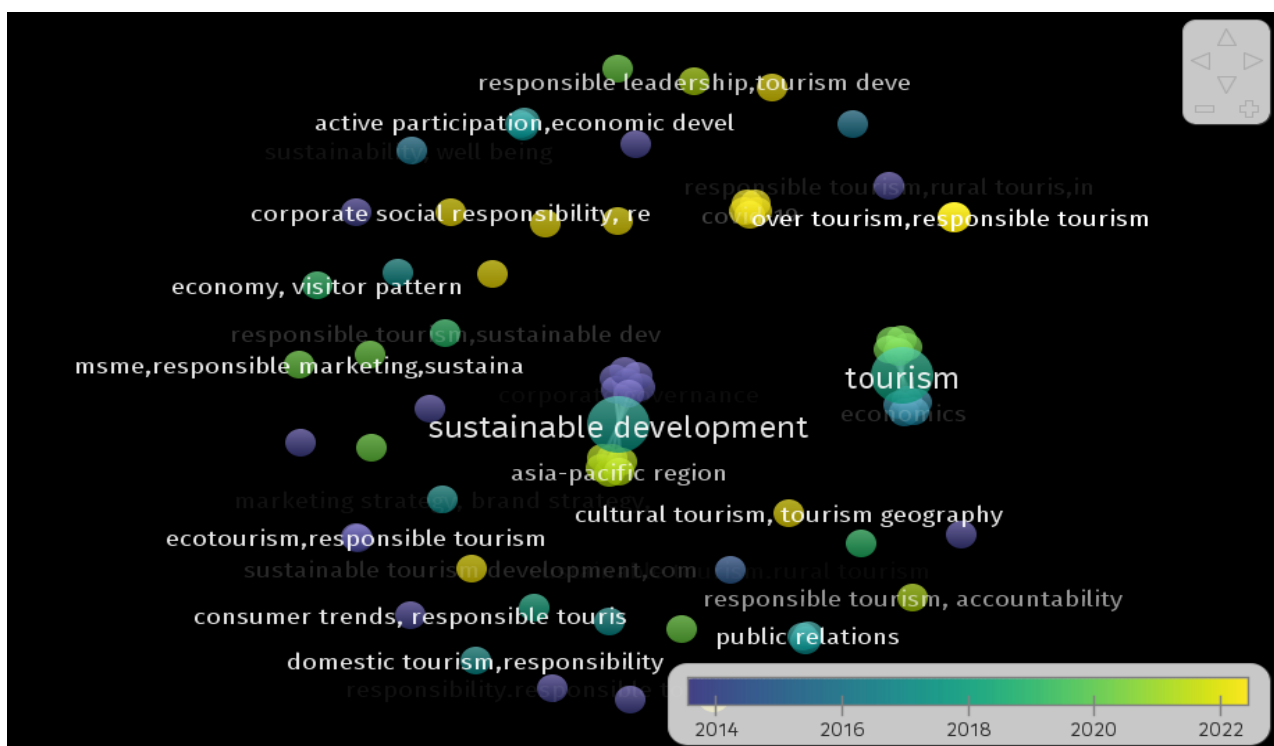 responsible leadership,tourism deve
active participation,economic devel
sustainability, well being
responsible tourism,rural touris,in
corporate social responsibility, re
over tourism,responsible tourism
economy, visitor pattern
responsible tourism,sustainable dev
msme,responsible marketing,sustaina
tourism
corporate governance
economics
sustainable development
asia-pacific region
marketing strategy, brand strategy
cultural tourism, tourism geography
ecotourism,responsible tourism
sustainable tourism development,com
tourism.rural tourism
responsible tourism, accountability
consumer trends, responsible touris
public relations
domestic tourism,responsibility
responsibility.responsible
2014 2016 2018 2020 2022